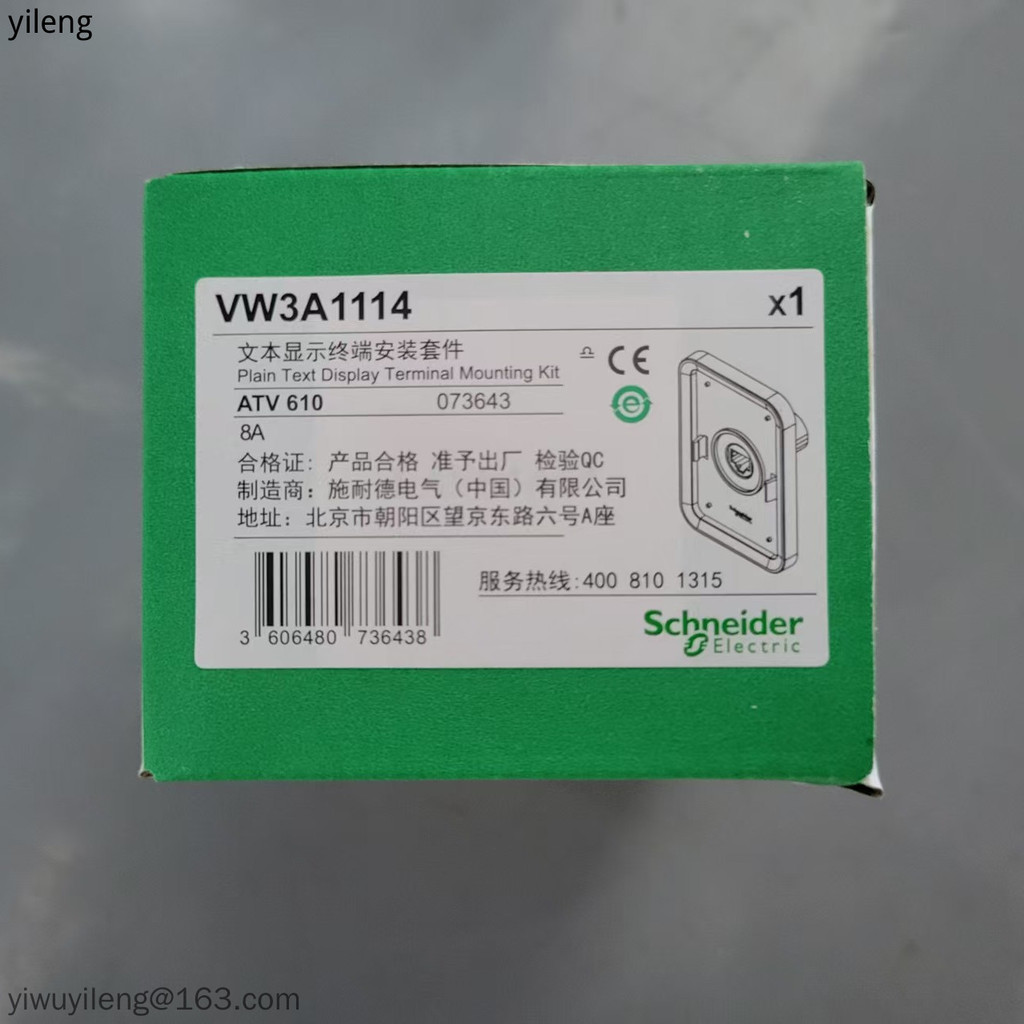 yileng
VW3A1114 x1
文本显示终端安装套件
Plain Text Display Terminal Mounting Kit
CE
ATV 610 073643
8A
合格证: 产品合格 准予出厂 检验QC
制造商: 施耐德电气（中国）有限公司
地址: 北京市朝阳区望京东路六号A座
服务热线:400 810 1315
3 606480 736438
Schneider
Electric
yiwuyileng@163.com